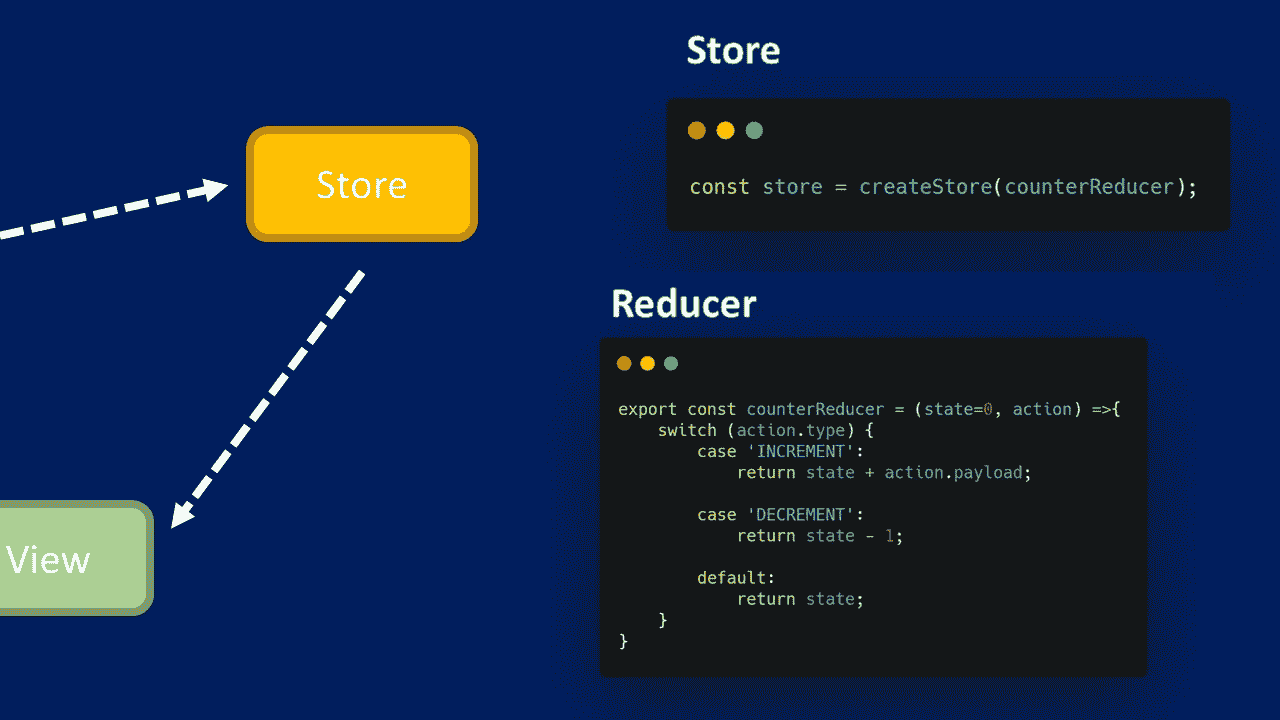 Store
Store
const store = createStore(counterReducer);
Reducer
export const counterReducer = (state=0, action) =>{
    switch (action.type) {
        case 'INCREMENT':
            return state + action.payload;

        case 'DECREMENT':
            return state - 1;

        default:
            return state;
    }
}
View